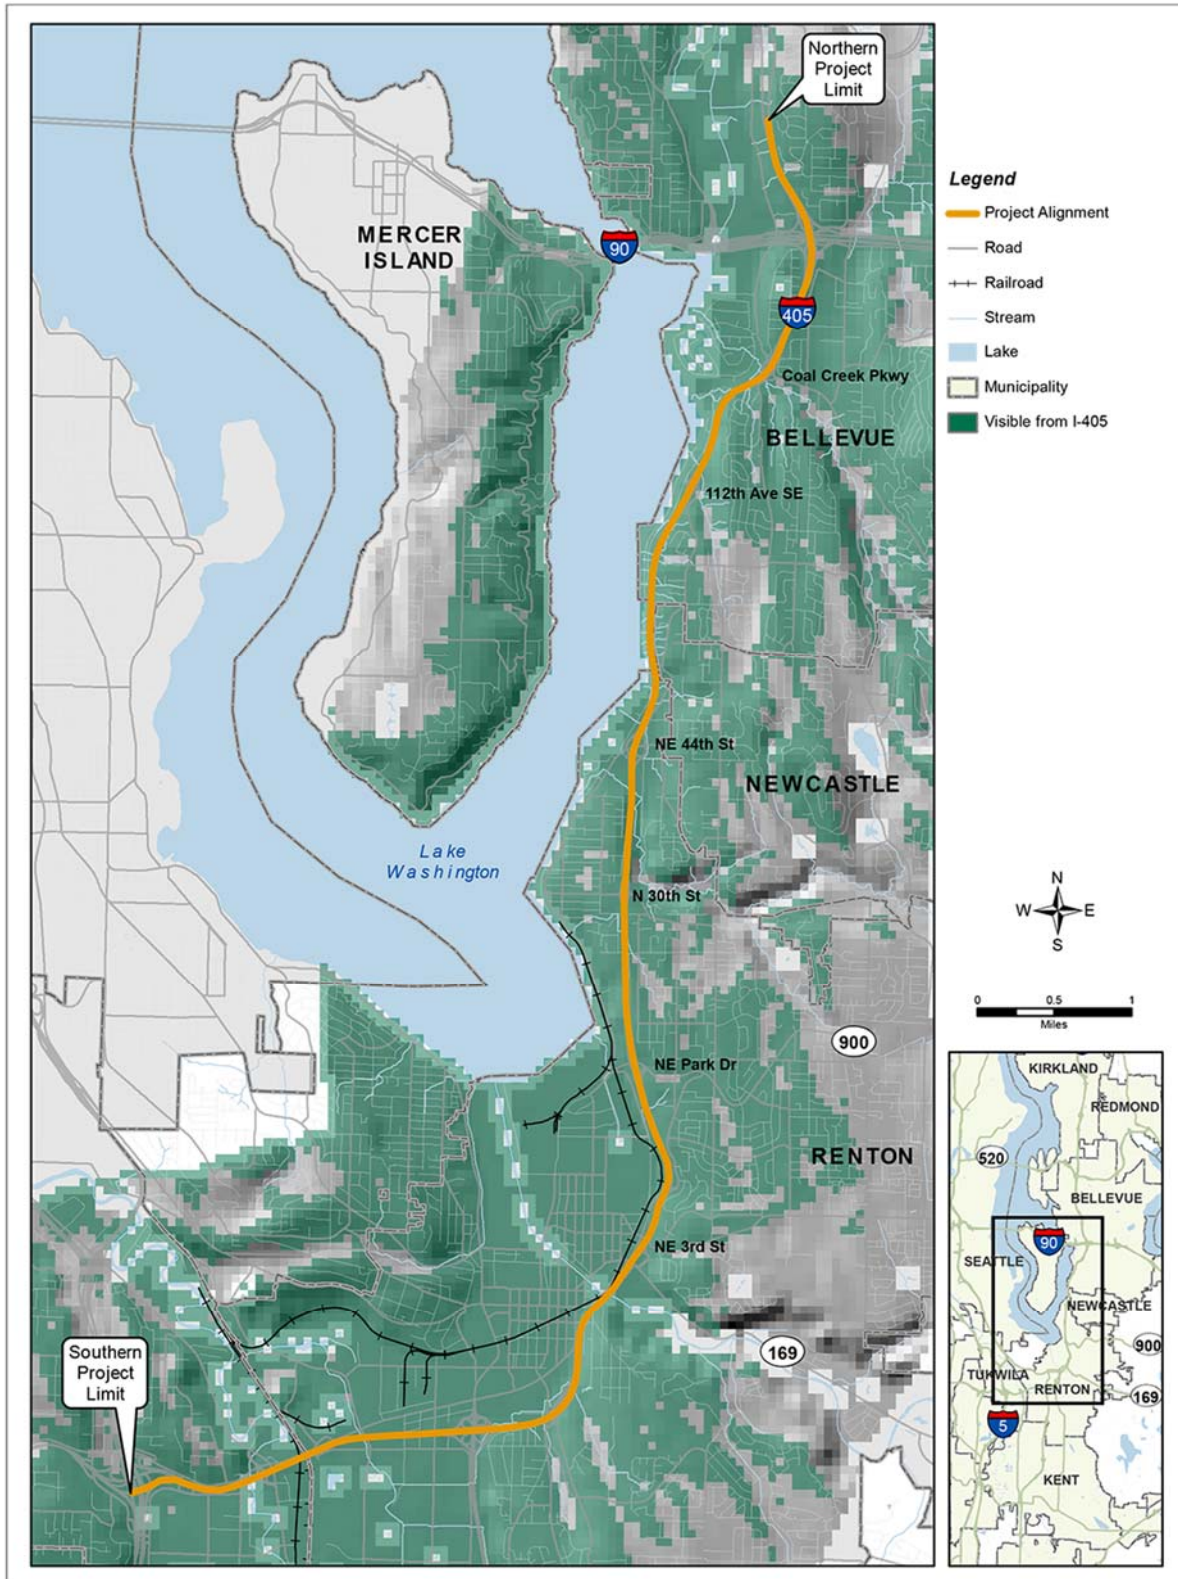 Northern
Project
Limit
MERCER
ISLAND
90
405
Coal Creek Pkwy
BELLEVUE
112th Ave SE
NE 44th St
NEWCASTLE
Lake
Washington
N 30th St
900
NE Park Dr
RENTON
NE 3rd St
169
Southern
Project
Limit
Legend
Project Alignment
Road
Railroad
Stream
Lake
Municipality
Visible from I-405
N
W E
S
0 0.5 1
Miles
KIRKLAND
REDMOND
520
BELLEVUE
90
SEATTLE
NEWCASTLE
900
TUKWILA
RENTON
169
5
KENT